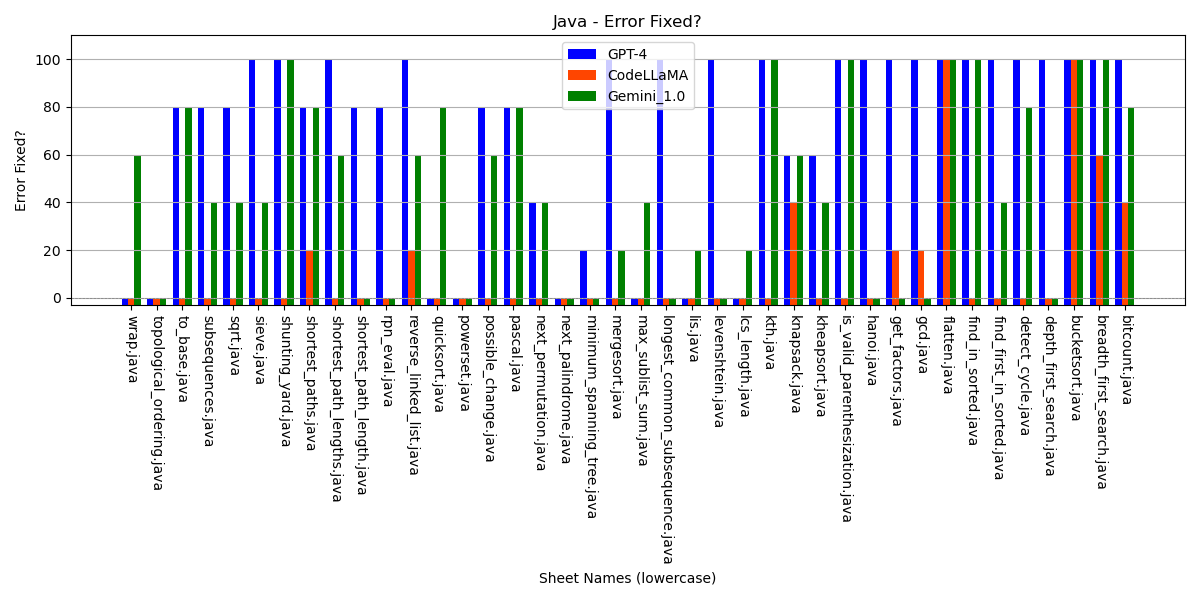 Java - Error Fixed?
GPT-4
CodeLLaMA
Gemini_1.0
Error Fixed?
100
80
60
40
20
0
wrap.java
topological_ordering.java
to_base.java
subsequences.java
sqrt.java
sieve.java
shunting_yard.java
shortest_paths.java
shortest_path_lengths.java
shortest_path_length.java
rpn_eval.java
reverse_linked_list.java
quicksort.java
powerset.java
possible_change.java
pascal.java
next_permutation.java
next_palindrome.java
minimum_spanning_tree.java
mergesort.java
max_sublist_sum.java
longest_common_subsequence.java
lis.java
levenshtein.java
lcs_length.java
kth.java
knapsack.java
kheapsort.java
is_valid_parenthesization.java
hanoi.java
get_factors.java
gcd.java
flatten.java
find_in_sorted.java
find_first_in_sorted.java
detect_cycle.java
depth_first_search.java
bucketsort.java
breadth_first_search.java
bitcount.java
Sheet Names (lowercase)